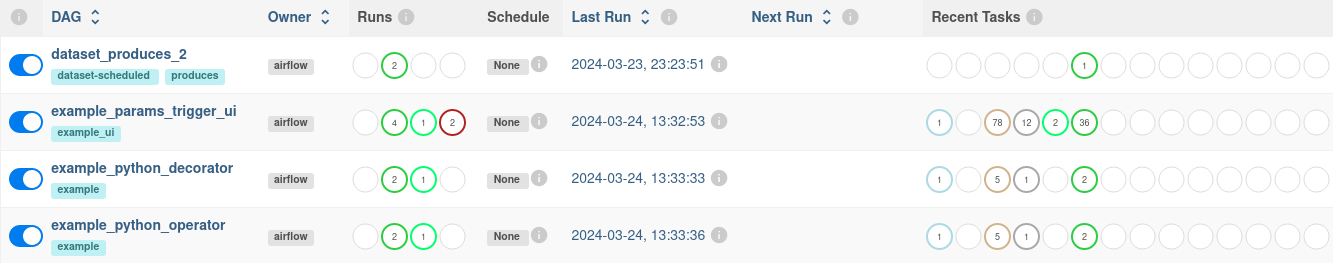 DAG Owner Runs Schedule Last Run Next Run Recent Tasks
dataset_produces_2
dataset-scheduled produces
airflow 2 None 2024-03-23, 23:23:51 1
example_params_trigger_ui
example_ui
airflow 4 1 2 None 2024-03-24, 13:32:53 1 78 12 2 36
example_python_decorator
example
airflow 2 1 None 2024-03-24, 13:33:33 1 5 1 2
example_python_operator
example
airflow 2 1 None 2024-03-24, 13:33:36 1 5 1 2